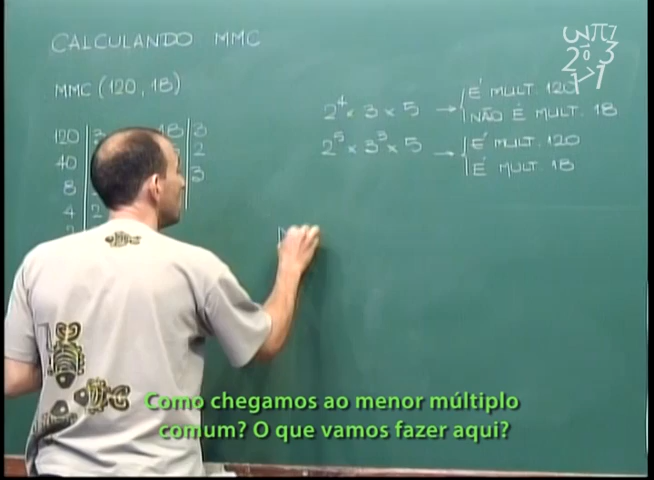 CALCULANDO MMC
MMC (120, 18)
2⁴ x 3 x 5 → É MULT. 120
NÃO É MULT. 18
2⁵ x 3³ x 5 → É MULT. 120
É MULT. 18
120 3 18 3
40 2
8 3
4 2
Como chegamos ao menor múltiplo
comum? O que vamos fazer aqui?